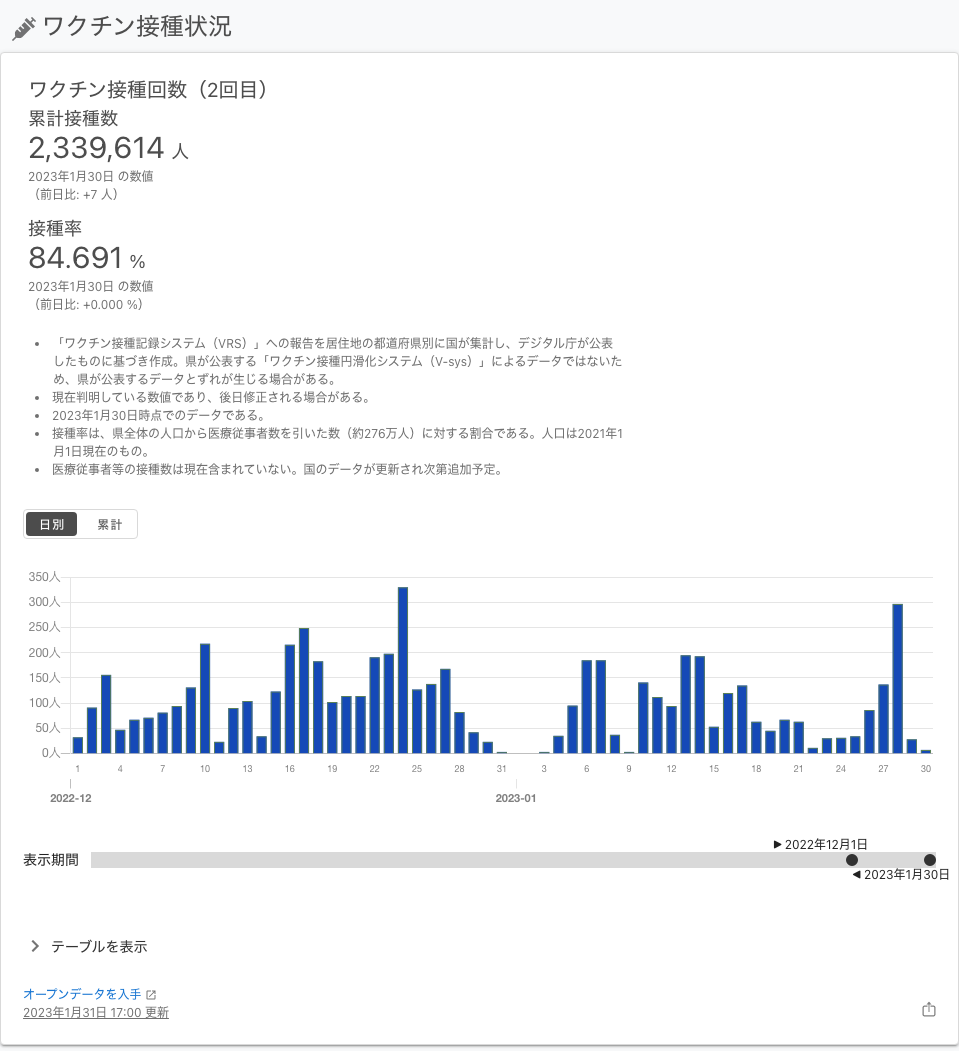 ワクチン接種状況
ワクチン接種回数（2回目）
累計接種数
2,339,614 人
2023年1月30日 の数値
（前日比: +7 人）
接種率
84.691 %
2023年1月30日 の数値
（前日比: +0.000 %）
• 「ワクチン接種記録システム（VRS）」への報告を居住地の都道府県別に国が集計し、デジタル庁が公表
したものに基づき作成。県が公表する「ワクチン接種円滑化システム（V-sys）」によるデータではないた
め、県が公表するデータとずれが生じる場合がある。
• 現在判明している数値であり、後日修正される場合がある。
• 2023年1月30日時点でのデータである。
• 接種率は、県全体の人口から医療従事者数を引いた数（約276万人）に対する割合である。人口は2021年1
月1日現在のもの。
• 医療従事者等の接種数は現在含まれていない。国のデータが更新され次第追加予定。
日別 累計
350人
300人
250人
200人
150人
100人
50人
0人
1 4 7 10 13 16 19 22 25 28 31 3 6 9 12 15 18 21 24 27 30
2022-12 2023-01
▶ 2022年12月1日
表示期間
◀ 2023年1月30日
テーブルを表示
オープンデータを入手
2023年1月31日 17:00 更新